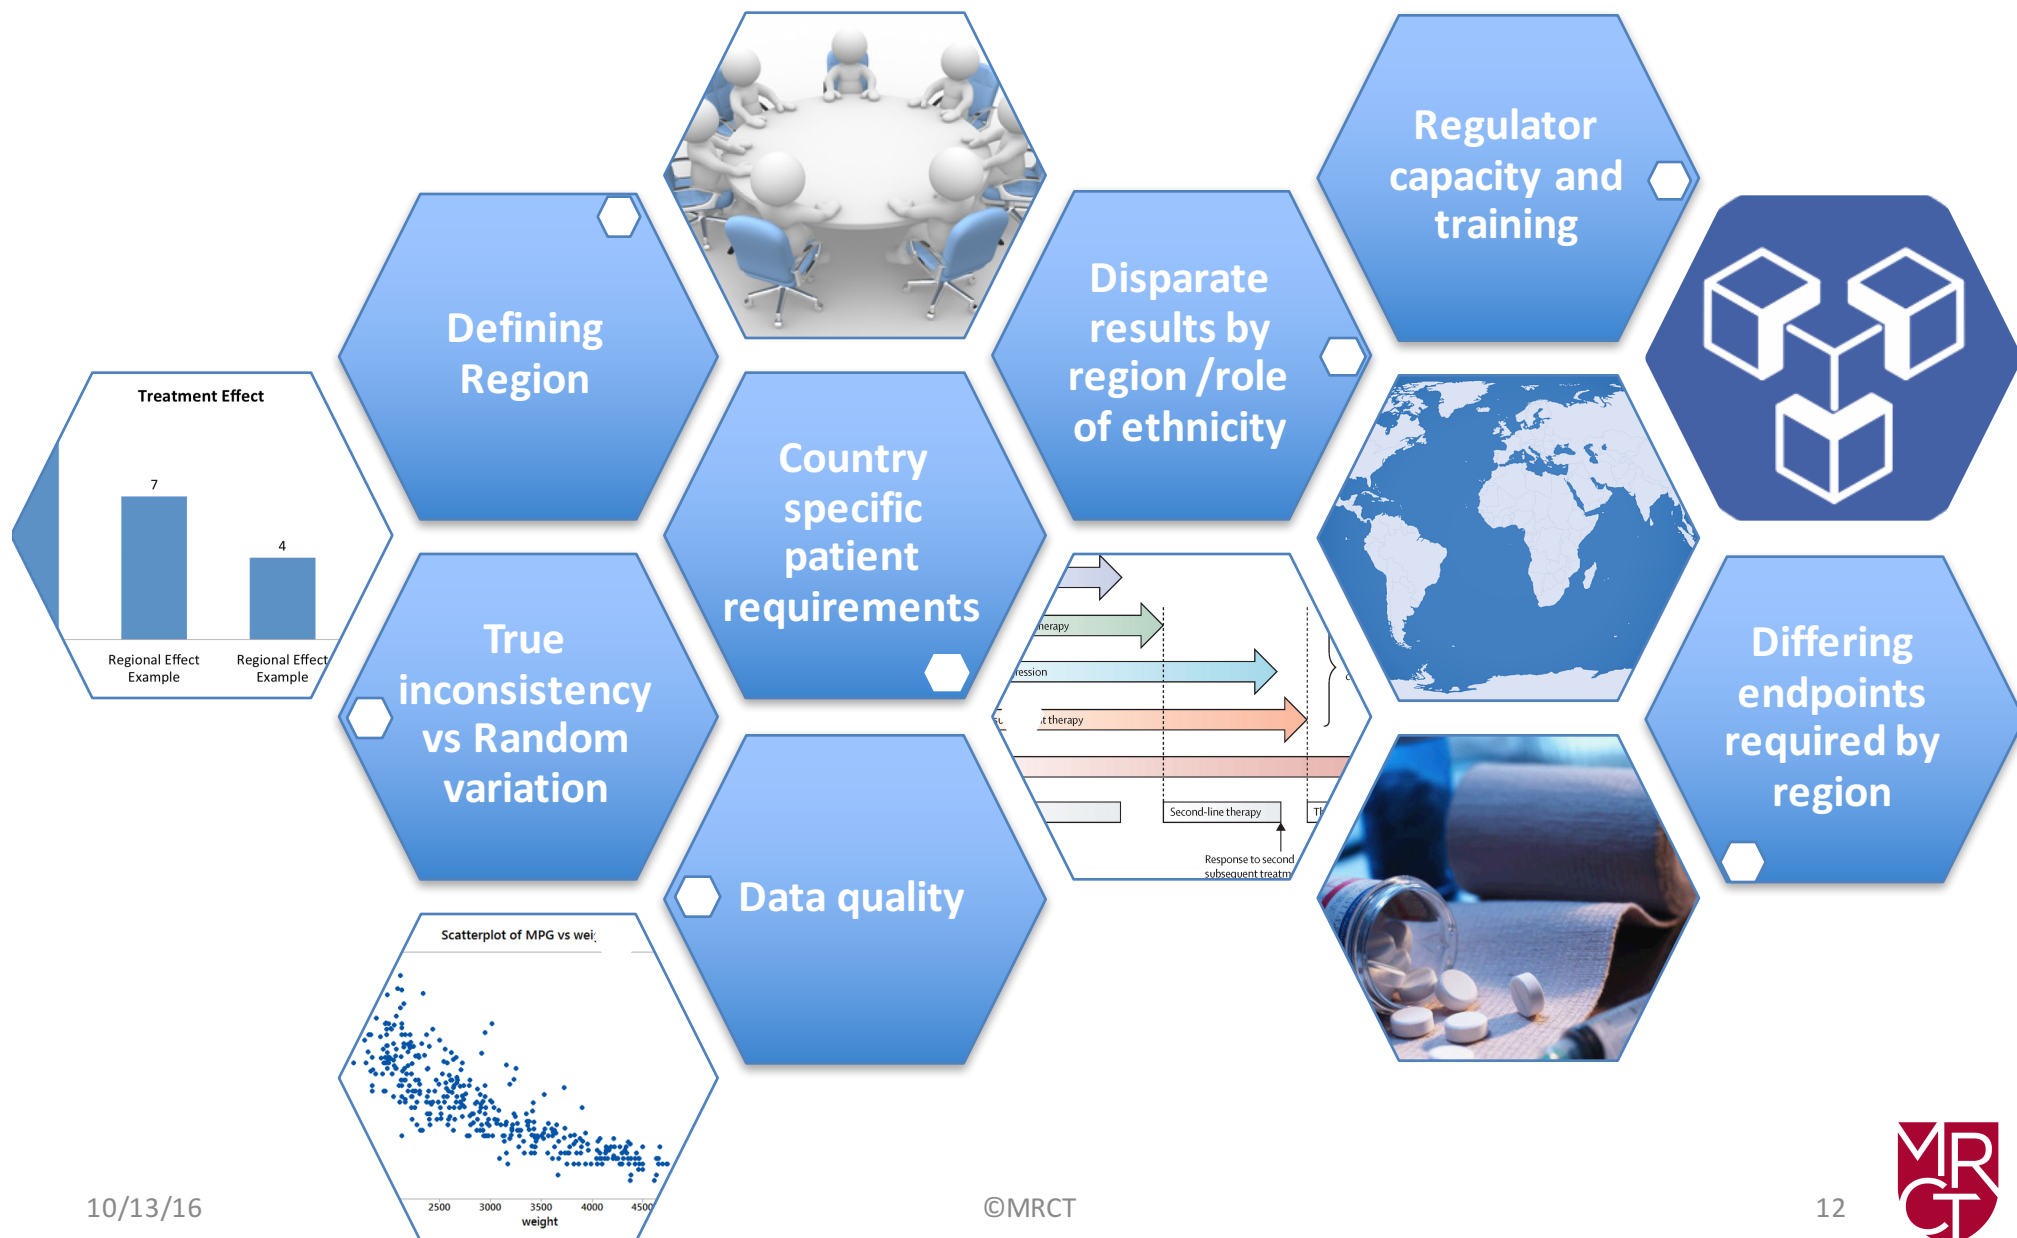 Regulator
capacity and
training
Defining
Region
Disparate
results by
region /role
of ethnicity
Treatment Effect
7
4
Regional Effect
Example
Regional Effect
Example
Country
specific
patient
requirements
True
inconsistency
vs Random
variation
therapy
Second-line therapy
Response to second
subsequent
Differing
endpoints
required by
region
Data quality
Scatterplot of MPG vs
2500 3000 3500 4000 4500
weight
10/13/16
©MRCT
12
MRCT